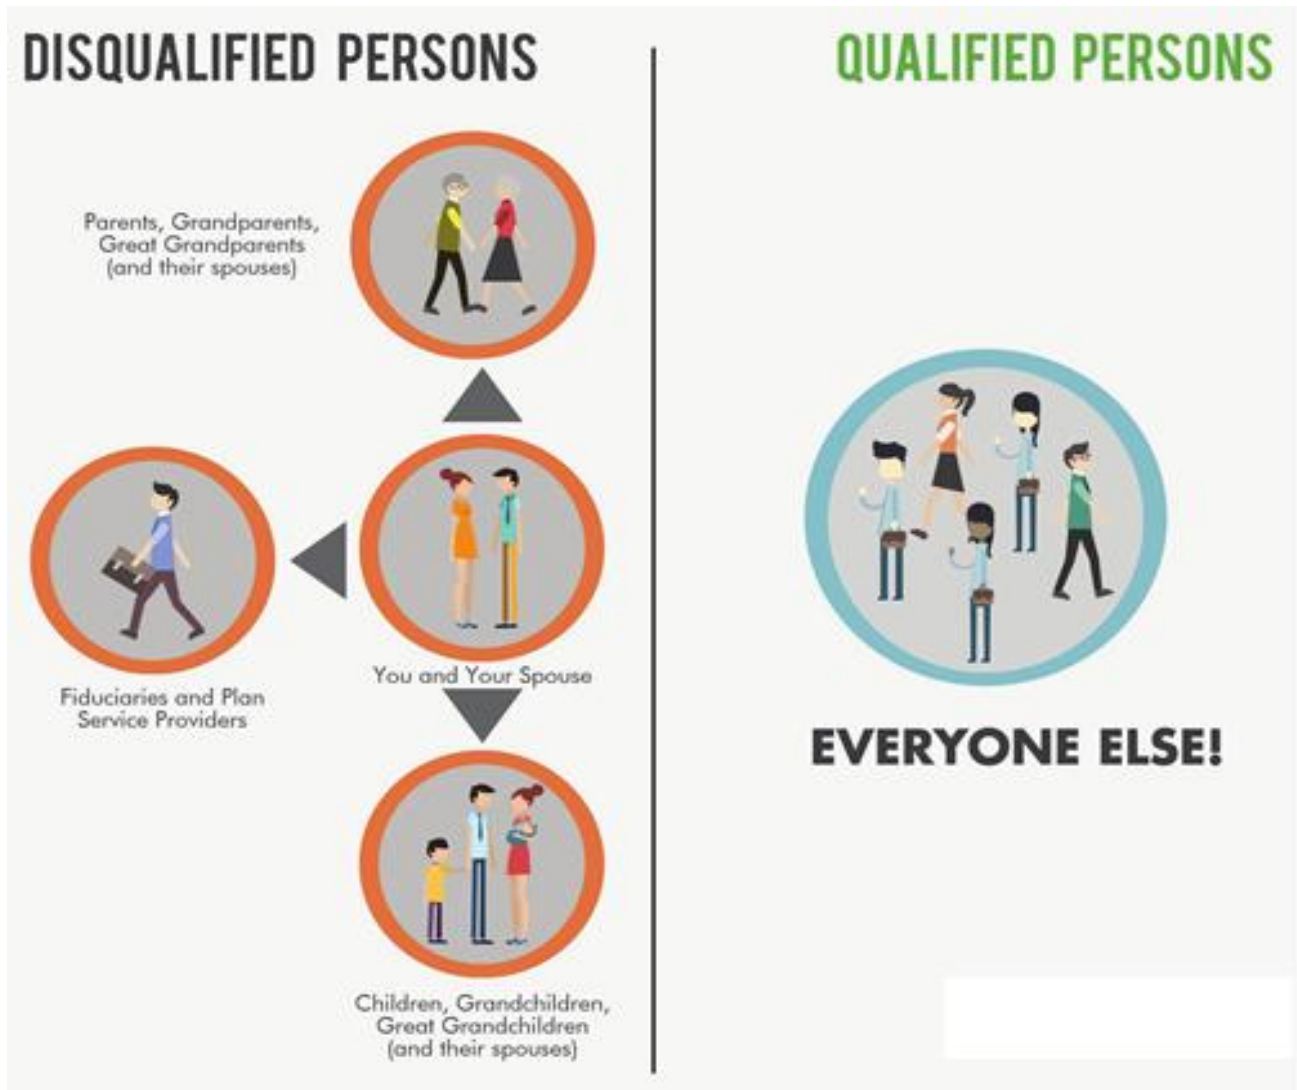 DISQUALIFIED PERSONS
QUALIFIED PERSONS
Parents, Grandparents,
Great Grandparents
(and their spouses)
You and Your Spouse
Fiduciaries and Plan
Service Providers
Children, Grandchildren,
Great Grandchildren
(and their spouses)
EVERYONE ELSE!